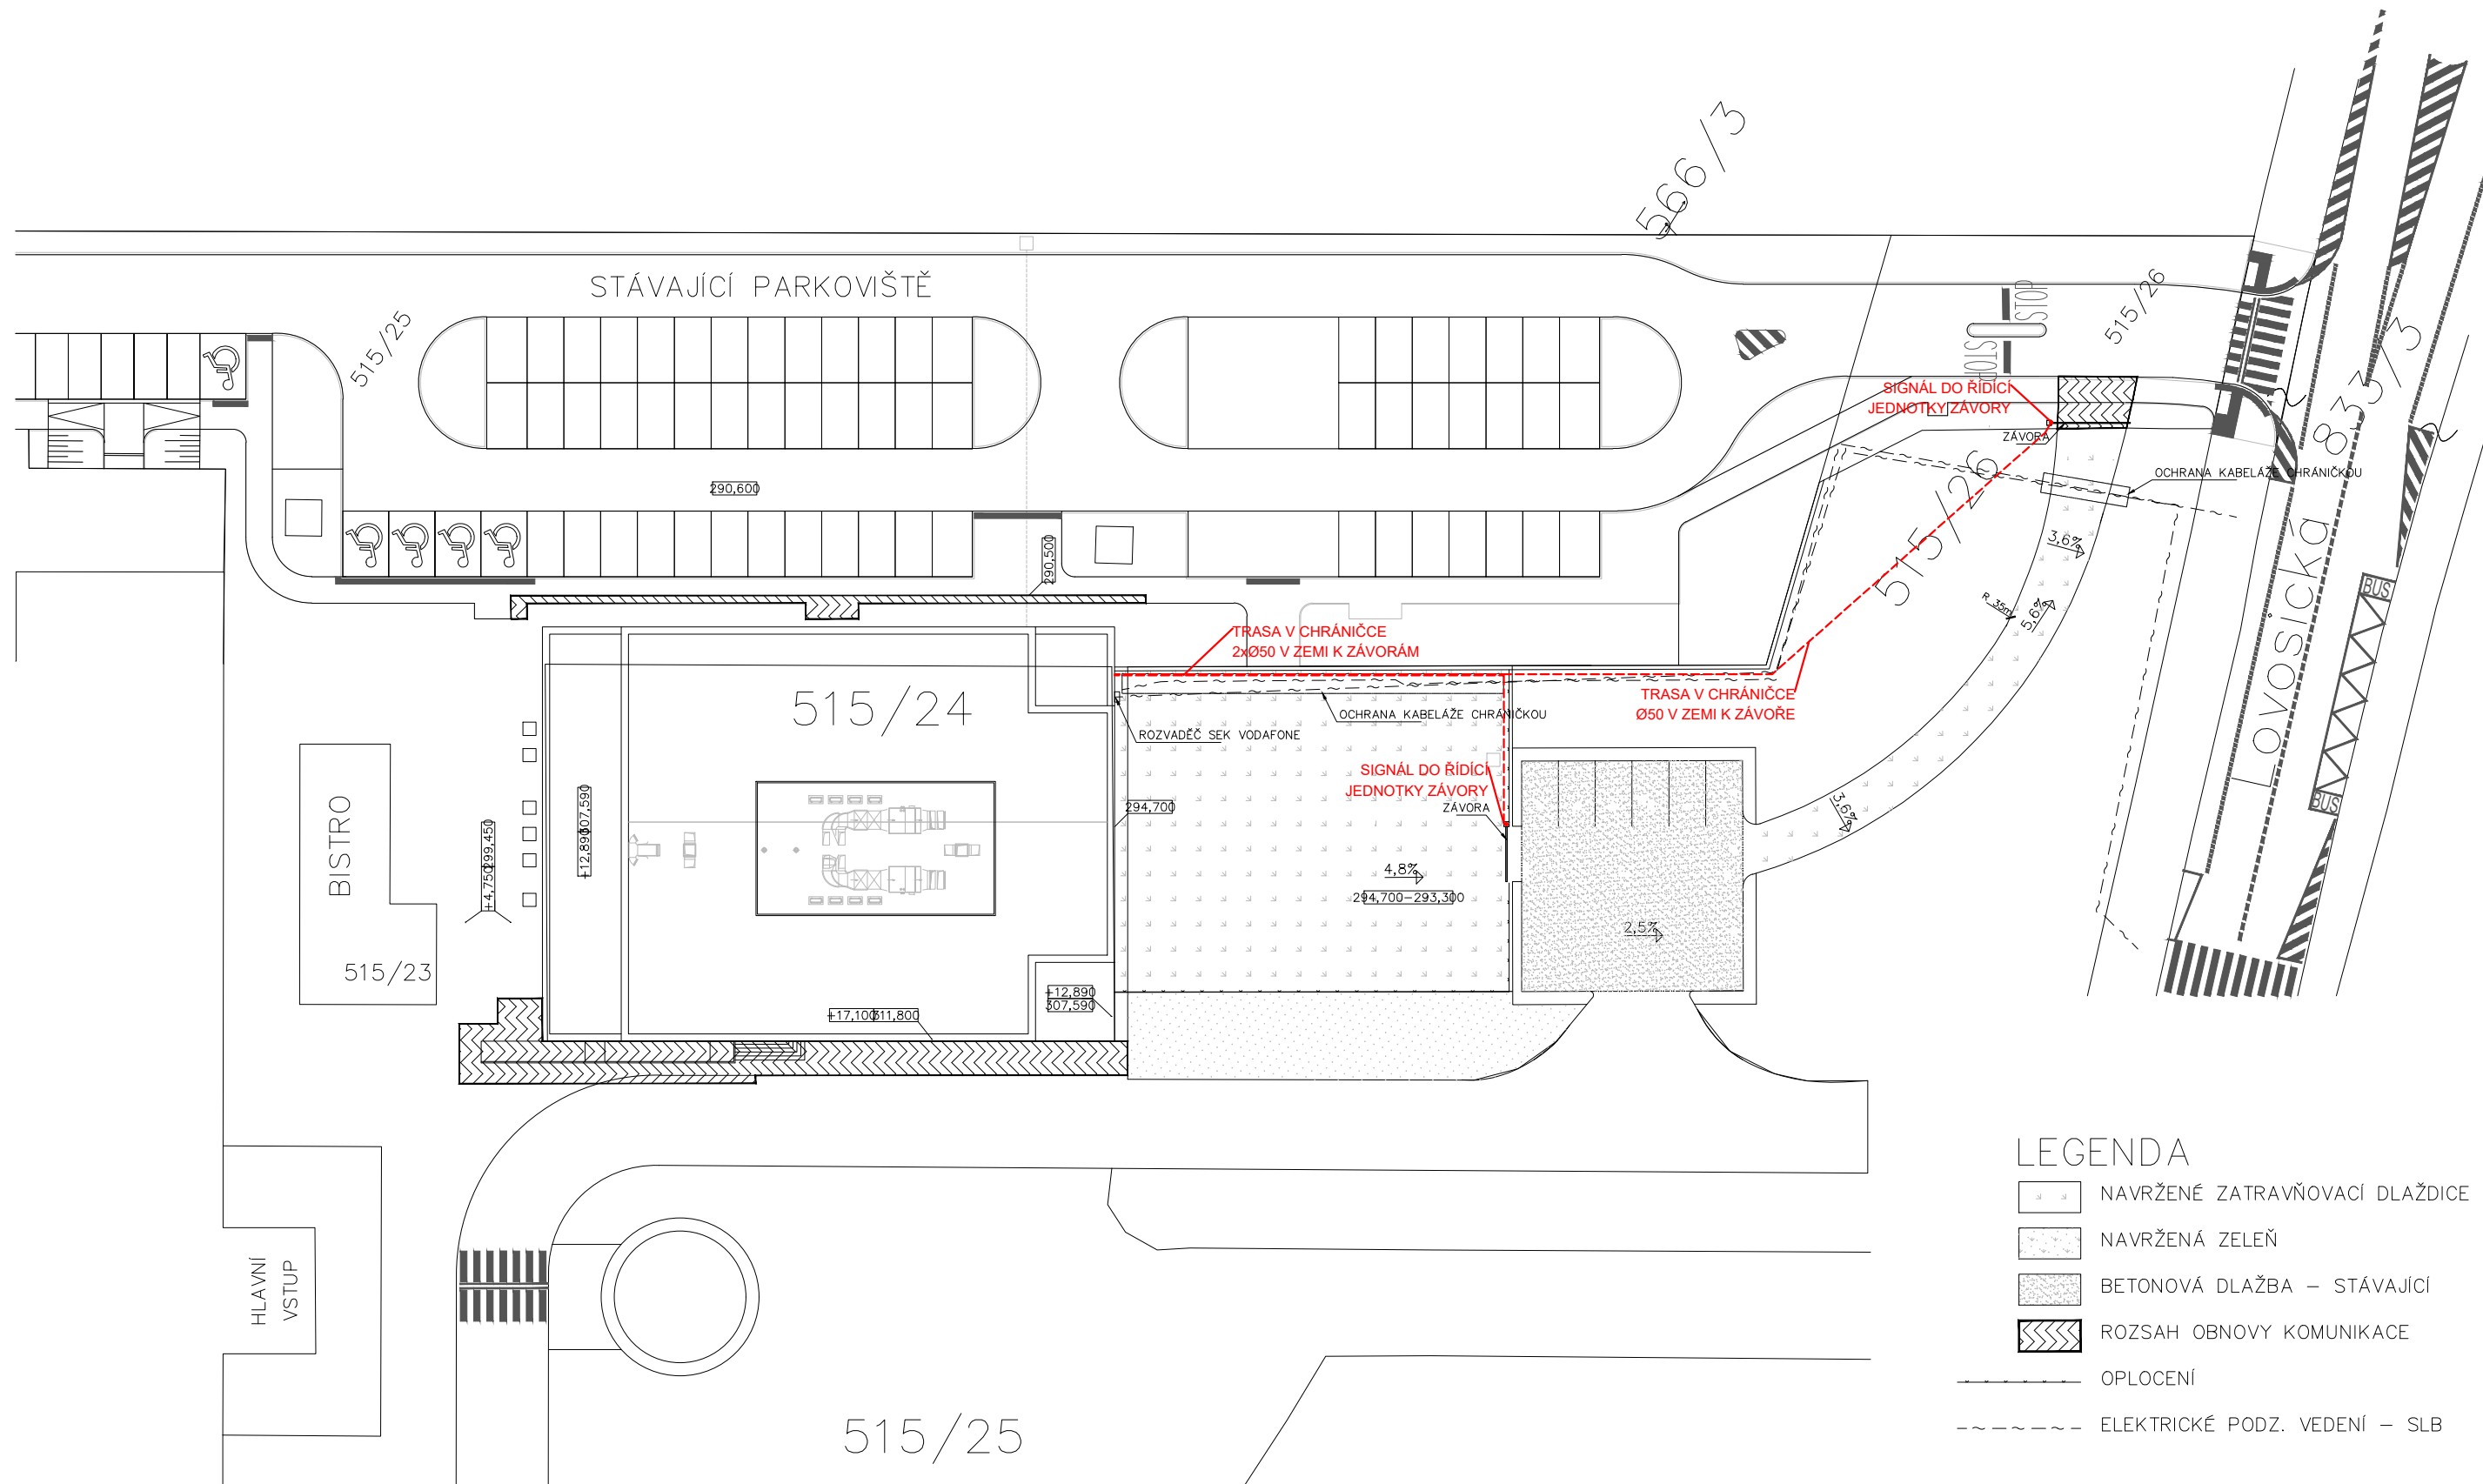 566/3
STÁVAJÍCÍ PARKOVIŠTĚ
515/25
STOP
STOP
515/26
833/3
SIGNÁL DO ŘÍDÍCÍ
JEDNOTKY ZÁVORY
ZÁVORA
OCHRANA KABELÁŽE CHRÁNIČKOU
290,600
290,500
515/26
3,6%
R 35m
5,6%
BUS
LOVOSICKÁ
TRASA V CHRÁNIČCE
2xØ50 V ZEMI K ZÁVORÁM
515/24
TRASA V CHRÁNIČCE
Ø50 V ZEMI K ZÁVOŘE
OCHRANA KABELÁŽE CHRÁNIČKOU
ROZVADĚČ SEK VODAFONE
SIGNÁL DO ŘÍDÍCÍ
JEDNOTKY ZÁVORY
ZÁVORA
294,700
BUS
3,6%
BISTRO
+4,750 299,450
+12,890 307,590
4,8%
294,700-293,300
2,5%
515/23
+12,890
307,590
+17,100 311,800
HLAVNÍ
VSTUP
515/25
LEGENDA
NAVRŽENÉ ZATRAVŇOVACÍ DLAŽDICE
NAVRŽENÁ ZELEŇ
BETONOVÁ DLAŽBA – STÁVAJÍCÍ
ROZSAH OBNOVY KOMUNIKACE
OPLOCENÍ
ELEKTRICKÉ PODZ. VEDENÍ – SLB